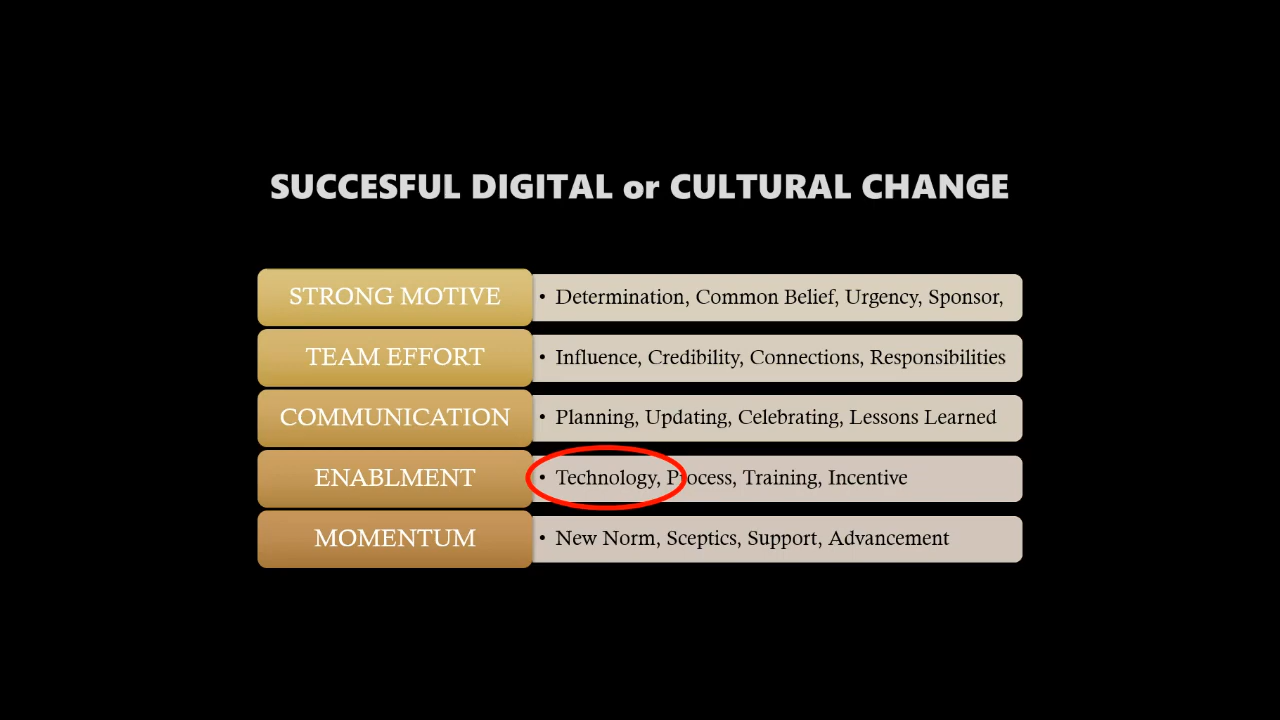 SUCCESFUL DIGITAL or CULTURAL CHANGE
STRONG MOTIVE
• Determination, Common Belief, Urgency, Sponsor,
TEAM EFFORT
• Influence, Credibility, Connections, Responsibilities
COMMUNICATION
• Planning, Updating, Celebrating, Lessons Learned
ENABLMENT
• Technology, Process, Training, Incentive
MOMENTUM
• New Norm, Sceptics, Support, Advancement